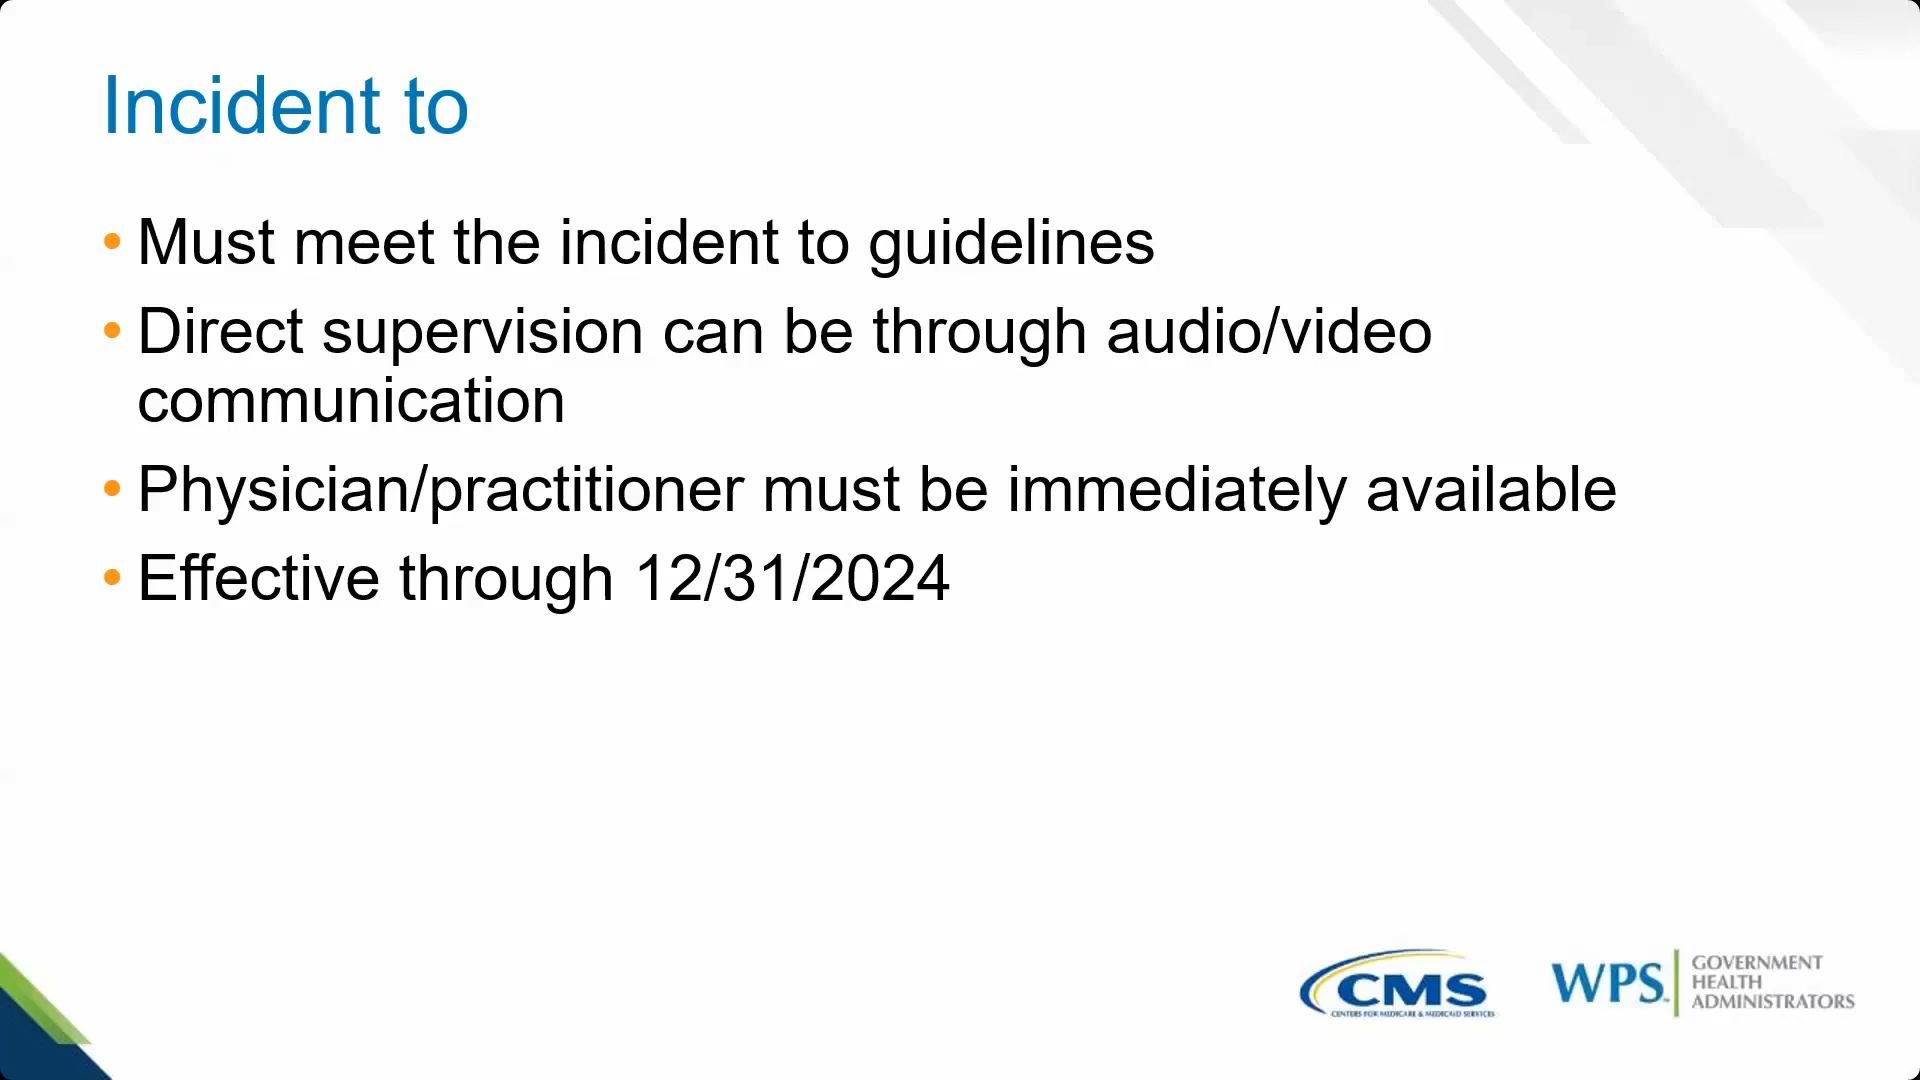 Incident to
• Must meet the incident to guidelines
• Direct supervision can be through audio/video
communication
• Physician/practitioner must be immediately available
• Effective through 12/31/2024
CMS
CENTERS FOR MEDICARE & MEDICAID SERVICES
WPS
GOVERNMENT
HEALTH
ADMINISTRATORS